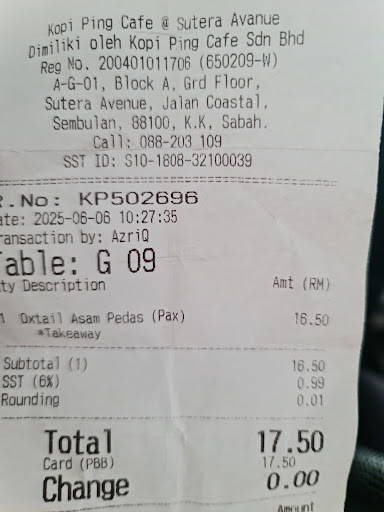 Kopi Ping Cafe @ Sutera Avanue
Dimiliki oleh Kopi Ping Cafe Sdn Bhd
Reg No. 200401011706 (650209-W)
A-G-01, Block A, Grd Floor,
Sutera Avenue, Jalan Coastal,
Sembulan, 88100, K.K, Sabah.
Call: 088-203 109
SST ID: S10-1808-32100039
R.No: KP502696
ate: 2025-06-06 10:27:35
ransaction by: AzriQ
Table: G 09
ty Description Amt (RM)
1 Oxtail Asam Pedas (Pax) 16.50
*Takeaway
Subtotal (1) 16.50
SST (6%) 0.99
Rounding 0.01
Total 17.50
Card (PBB) 17.50
Change 0.00
Amount